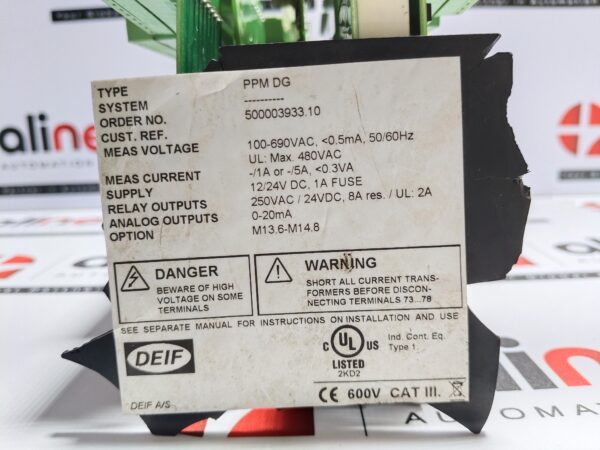 TYPE PPM DG
SYSTEM ----------
ORDER NO. 500003933.10
CUST. REF.
MEAS VOLTAGE 100-690VAC, <0.5mA, 50/60Hz
UL: Max. 480VAC
MEAS CURRENT -/1A or -/5A, <0.3VA
SUPPLY 12/24V DC, 1A FUSE
RELAY OUTPUTS 250VAC / 24VDC, 8A res. / UL: 2A
ANALOG OUTPUTS 0-20mA
OPTION M13.6-M14.8
DANGER
BEWARE OF HIGH
VOLTAGE ON SOME
TERMINALS
WARNING
SHORT ALL CURRENT TRANS-
FORMERS BEFORE DISCON-
NECTING TERMINALS 73...78
SEE SEPARATE MANUAL FOR INSTRUCTIONS ON INSTALLATION AND USE
DEIF
C UL US
LISTED
2KD2
Ind. Cont. Eq.
Type 1.
DEIF A/S
CE 600V CAT III.